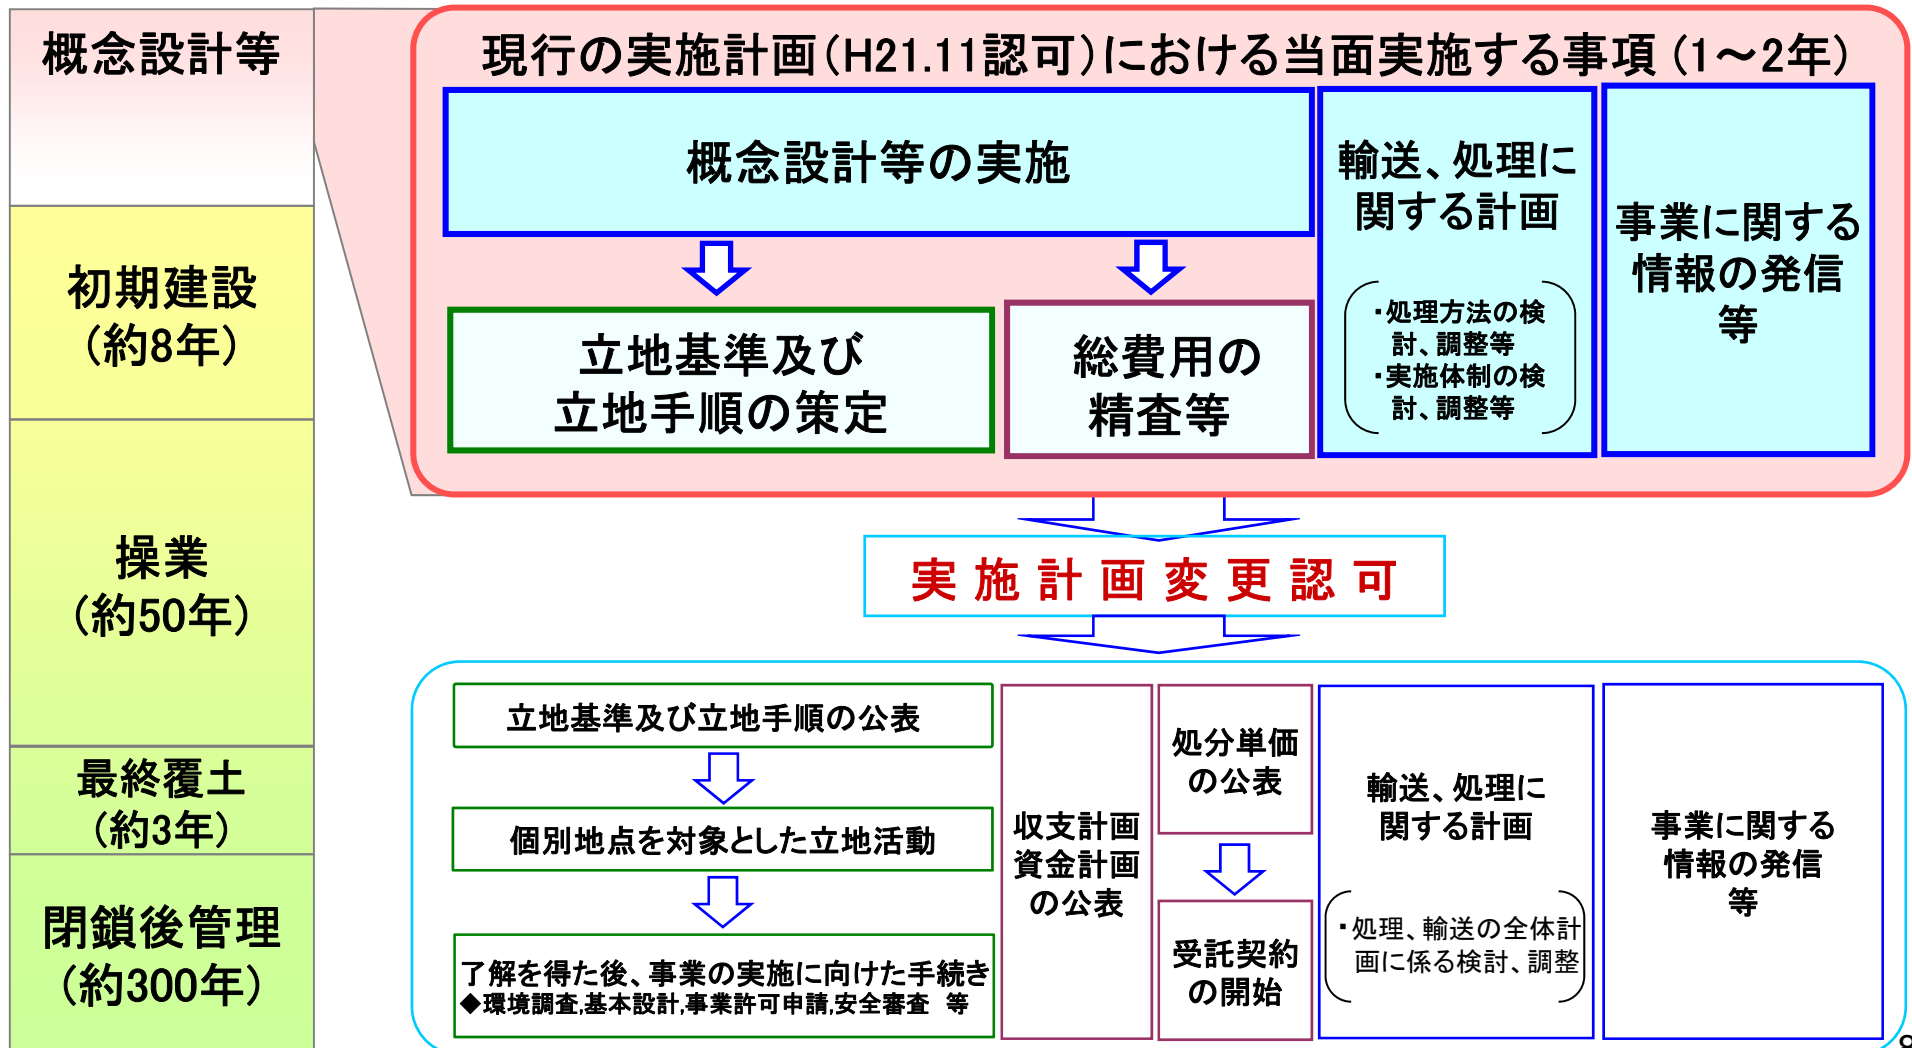 概念設計等
初期建設
（約8年）
操業
（約50年）
最終覆土
（約3年）
閉鎖後管理
（約300年）
現行の実施計画（H21.11認可）における当面実施する事項（1～2年）
概念設計等の実施
立地基準及び
立地手順の策定
総費用の
精査等
輸送、処理に
関する計画
・処理方法の検
討、調整等
・実施体制の検
討、調整等
事業に関する
情報の発信
等
実施計画変更認可
立地基準及び立地手順の公表
個別地点を対象とした立地活動
了解を得た後、事業の実施に向けた手続き
◆環境調査,基本設計,事業許可申請,安全審査　等
収支計画
資金計画
の公表
処分単価
の公表
受託契約
の開始
輸送、処理に
関する計画
・処理、輸送の全体計
画に係る検討、調整
事業に関する
情報の発信
等